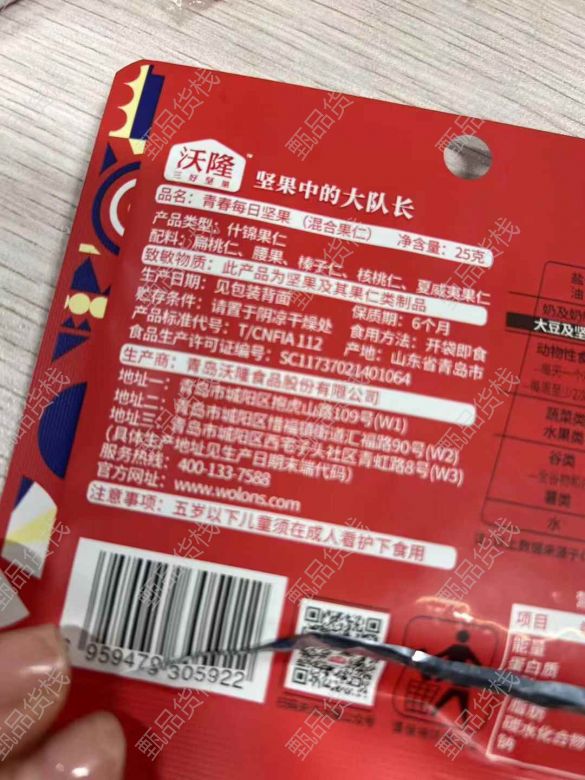 沃隆
三好坚果
坚果中的大队长
品名：青春每日坚果（混合果仁） 净含量：25克
产品类型：什锦果仁
配料：扁桃仁、腰果、榛子仁、核桃仁、夏威夷果仁
致敏物质：此产品为坚果及其果仁类制品
生产日期：见包装背面 保质期：6个月
贮存条件：请置于阴凉干燥处 食用方法：开袋即食
产品标准代号：T/CNFIA 112 产地：山东省青岛市
食品生产许可证编号：SC11737021401064
生产商：青岛沃隆食品股份有限公司
地址一：青岛市城阳区抱虎山路109号(W1)
地址二：青岛市城阳区惜福镇街道汇福路90号(W2)
地址三：青岛市城阳区西宅子头社区青虹路8号(W3)
(具体生产地址见生产日期末端代码)
服务热线：400-133-7588
官方网址：www.wolons.com
注意事项：五岁以下儿童须在成人看护下食用
959479 305922
盐
油
奶及奶
大豆及坚
动物性食
蔬菜类
水果类
谷类
薯类
水
项目
能量
蛋白质
脂肪
碳水化合物
钠
甄品货栈